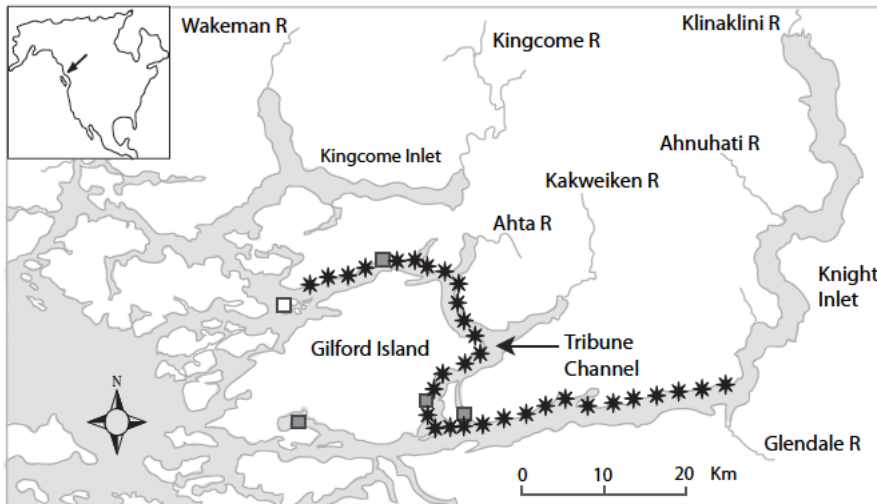 Wakeman R
Kingcome R
Klinaklini R
Kingcome Inlet
Ahnuhati R
Kakweiken R
Ahta R
Knight
Inlet
Gilford Island
Tribune
Channel
N
Glendale R
0 10 20 Km